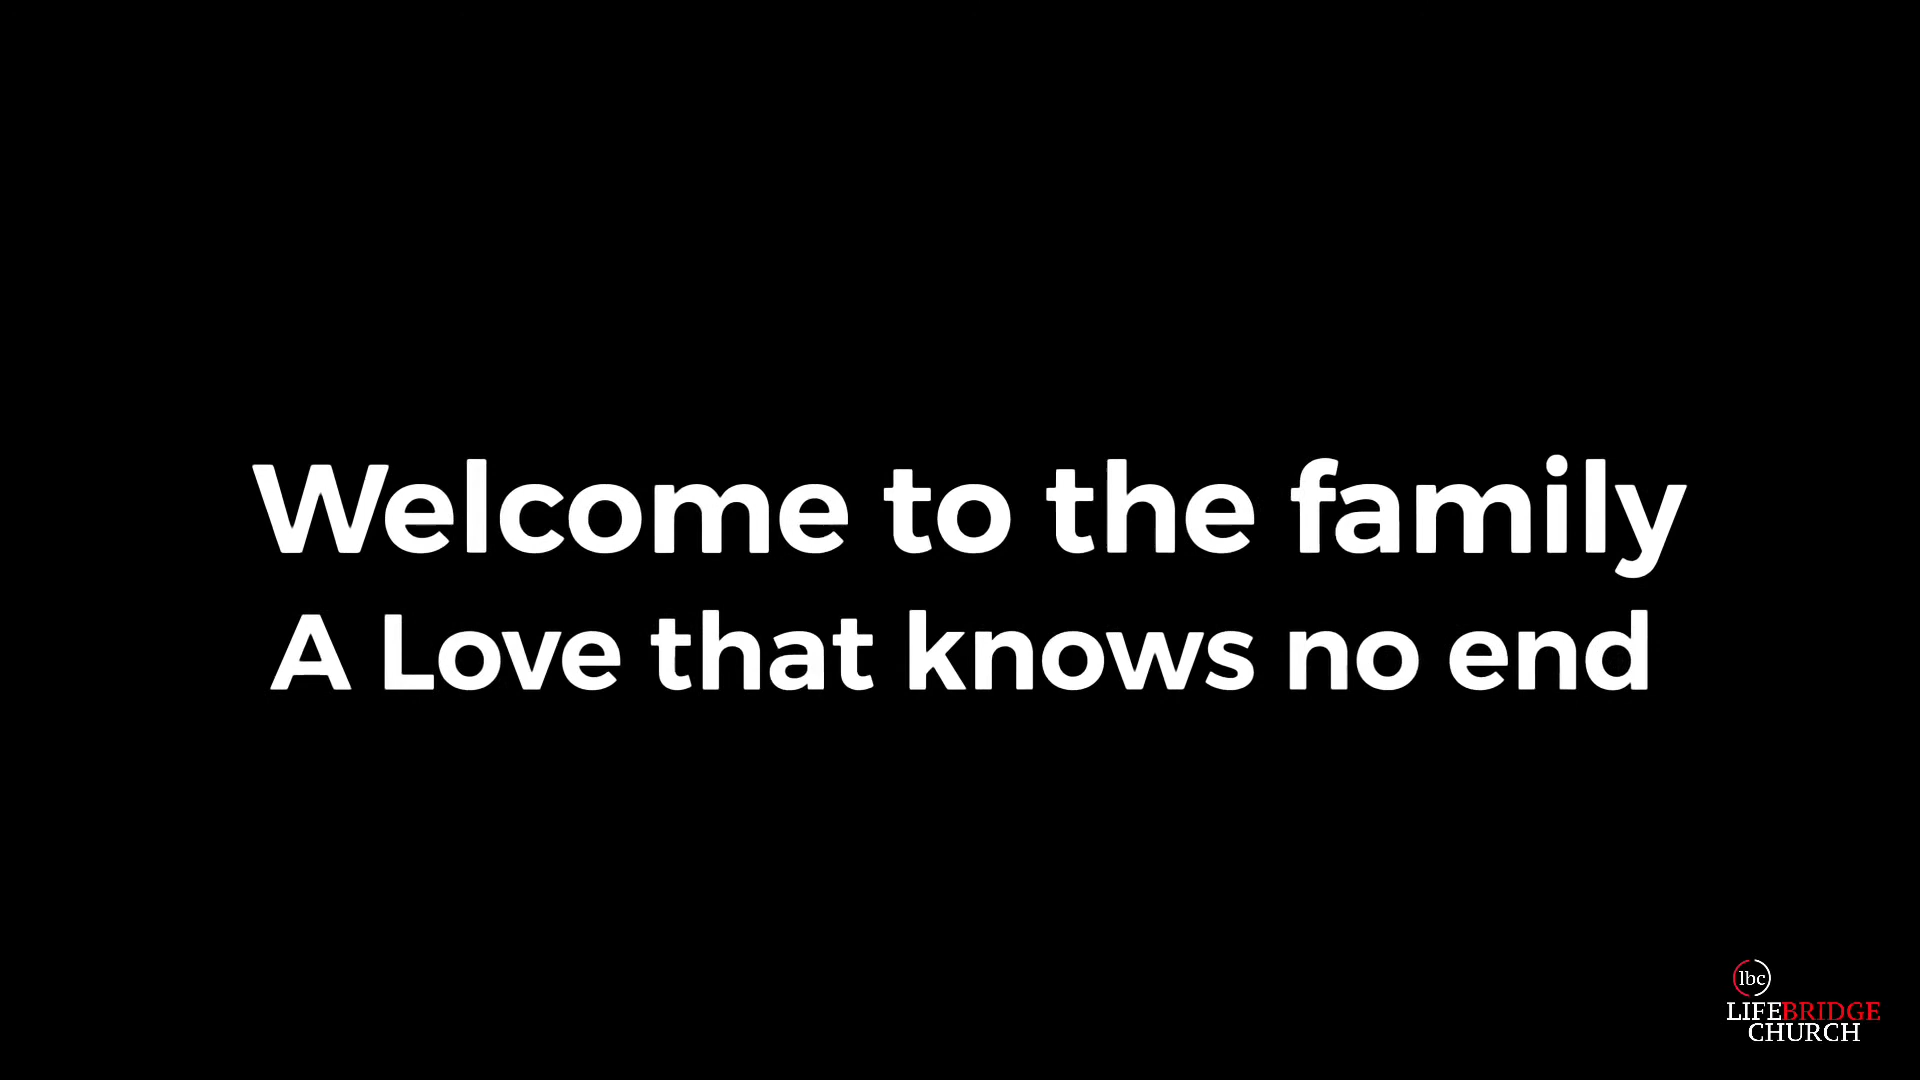 Welcome to the family
A Love that knows no end
lbc
LIFEBRIDGE
CHURCH